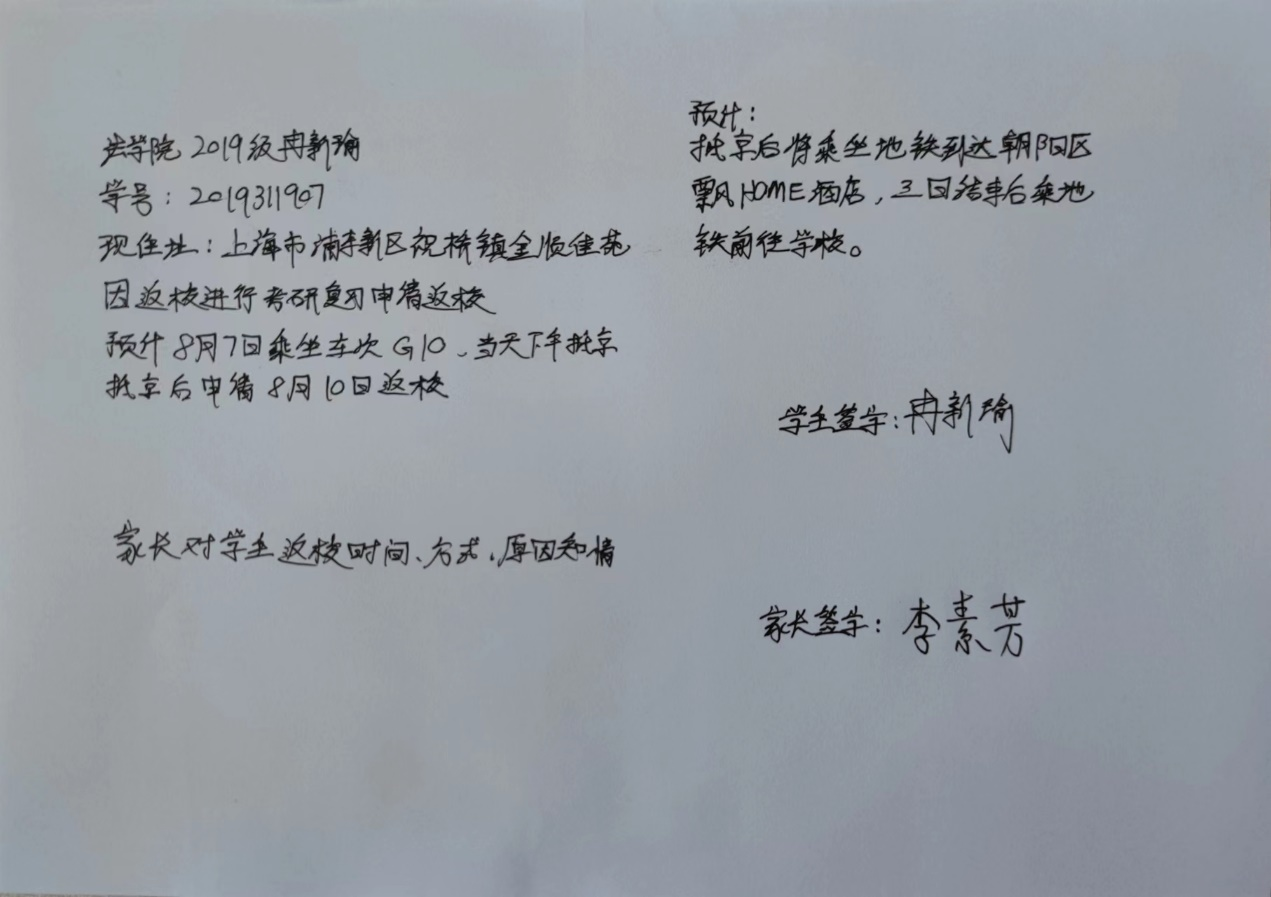 法学院 2019级冉新瑜
学号：2019311907
现住址：上海市浦东新区祝桥镇金顺佳苑
因返校进行考研复习申请返校
预计 8月7日乘坐车次 G10、当天下午抵京
抵京后申请 8月10日返校
家长对学生返校时间、方式、原因知情
预计：
抵京后将乘坐地铁到达朝阳区
飘HOME酒店，三日结束后乘地
铁前往学校。
学生签字：冉新瑜
家长签字：李素芳